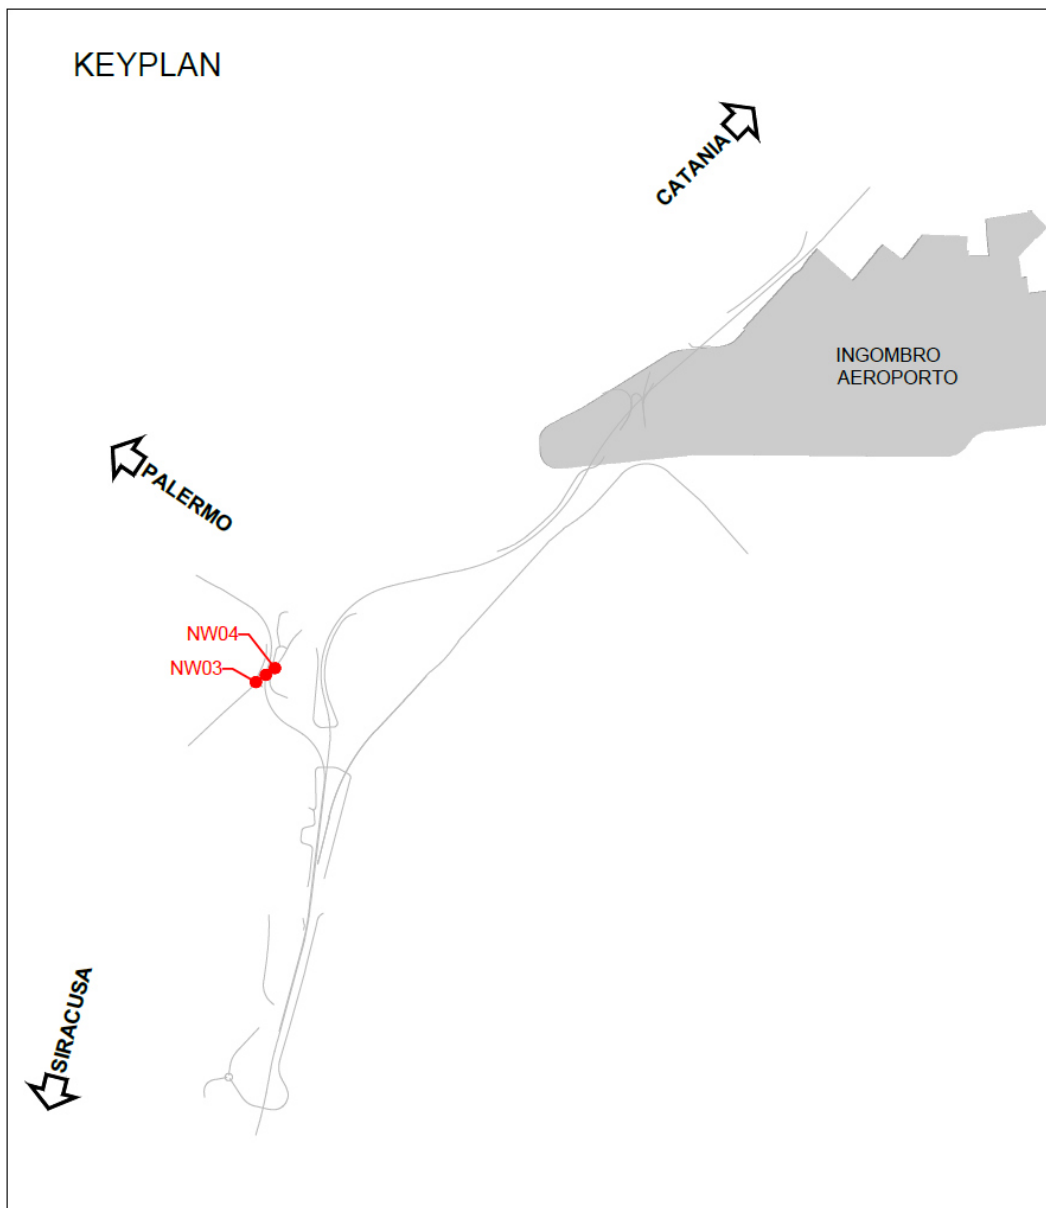 KEYPLAN
CATANIA
INGOMBRO
AEROPORTO
PALERMO
NW04
NW03
SIRACUSA